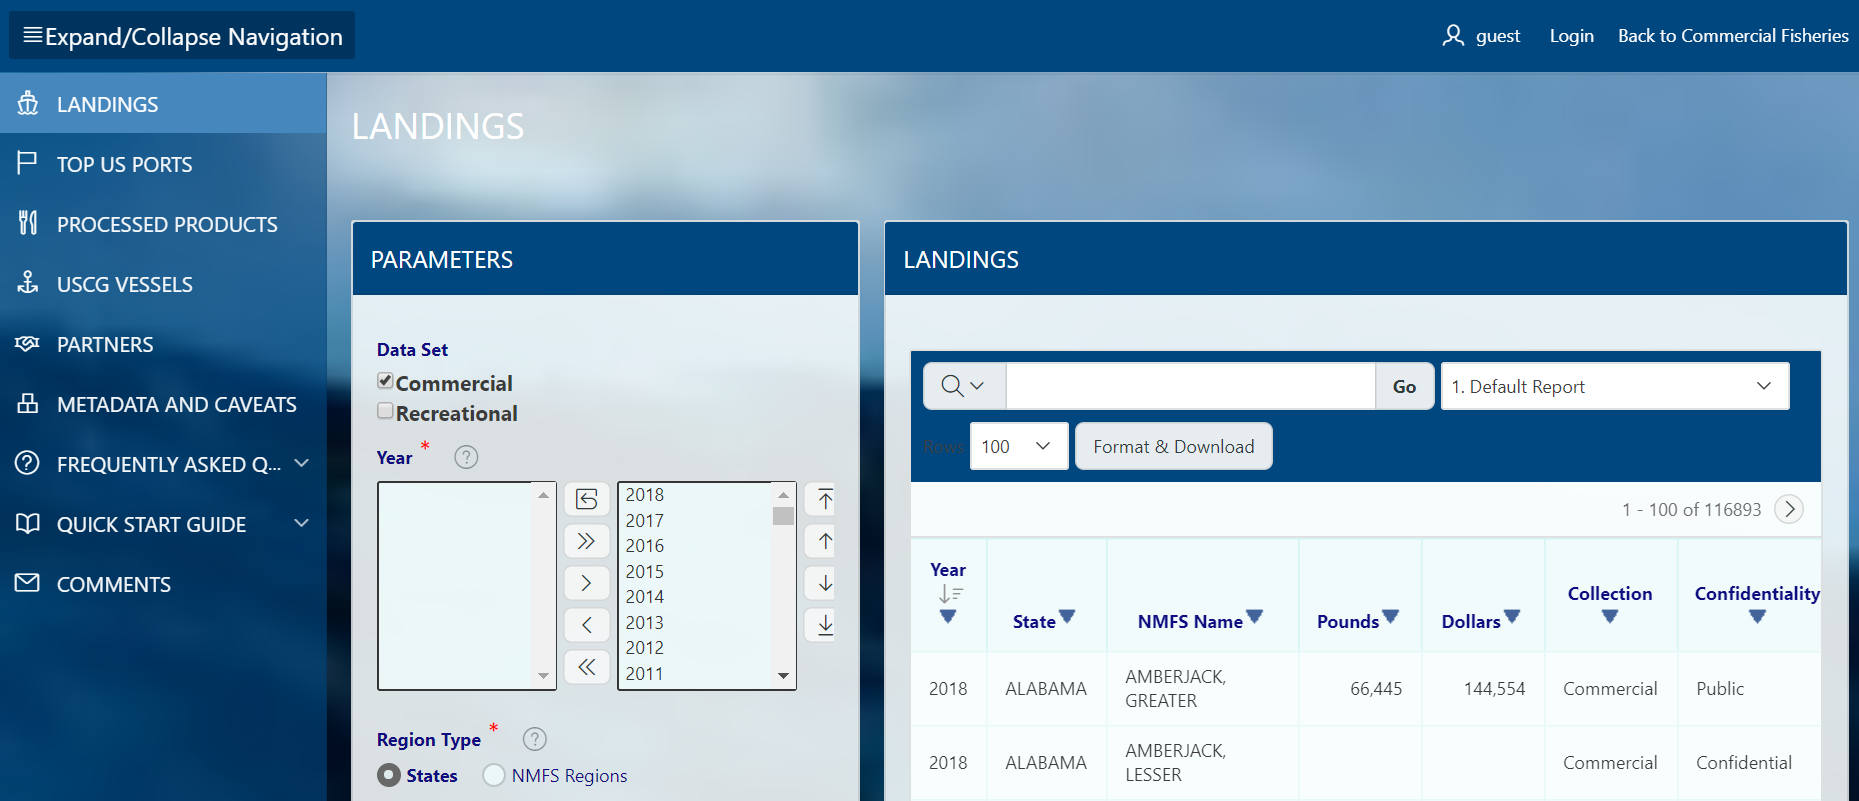 Expand/Collapse Navigation
guest
Login
Back to Commercial Fisheries
LANDINGS
TOP US PORTS
PROCESSED PRODUCTS
USCG VESSELS
PARTNERS
METADATA AND CAVEATS
FREQUENTLY ASKED Q...
QUICK START GUIDE
COMMENTS
LANDINGS
PARAMETERS
Data Set
Commercial
Recreational
Year *
2018
2017
2016
2015
2014
2013
2012
2011
Region Type *
States
NMFS Regions
LANDINGS
Go
1. Default Report
Rows
100
Format & Download
1 - 100 of 116893
Year State NMFS Name Pounds Dollars Collection Confidentiality
2018 ALABAMA AMBERJACK, GREATER 66,445 144,554 Commercial Public
2018 ALABAMA AMBERJACK, LESSER Commercial Confidential